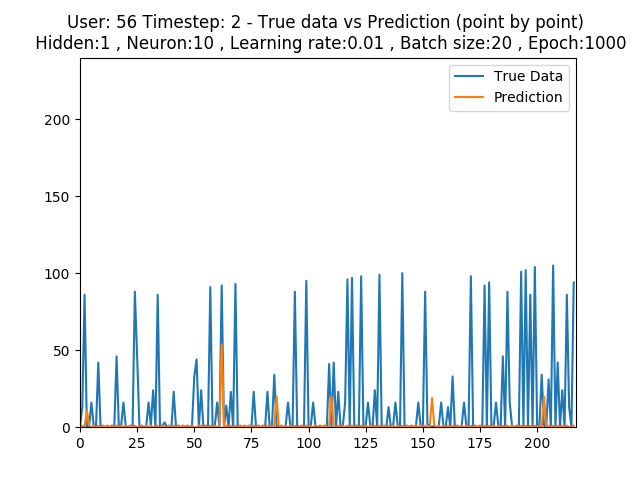 User: 56 Timestep: 2 - True data vs Prediction (point by point)
Hidden:1 , Neuron:10 , Learning rate:0.01 , Batch size:20 , Epoch:1000
True Data
Prediction
200
150
100
50
0
0 25 50 75 100 125 150 175 200